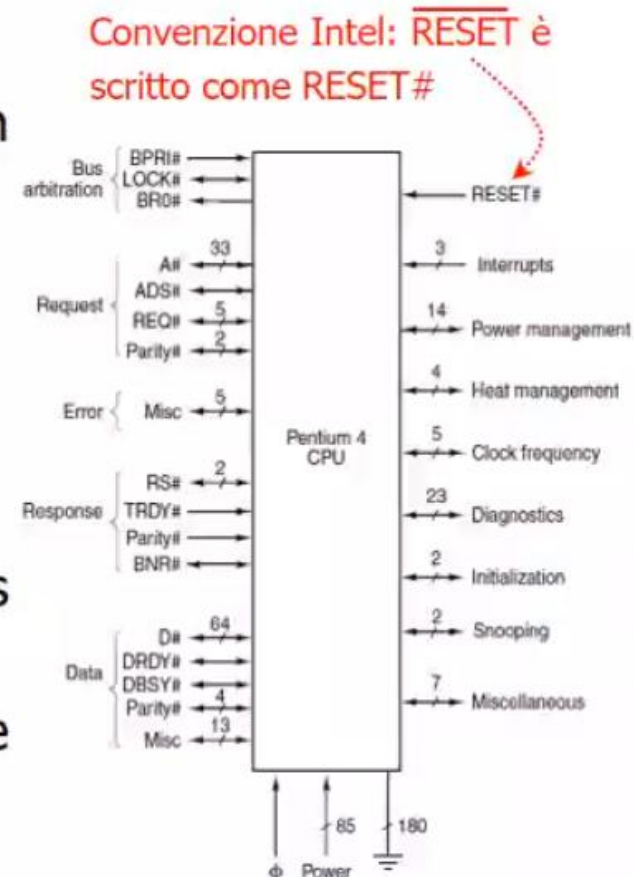 Convenzione Intel: RESET è
scritto come RESET#
n
s
e
Bus
arbitration
BPRI#
LOCK#
BR0#
Request
A#
33
ADS#
REQ#
5
Parity#
2
Error
Misc
5
Response
RS#
2
TRDY#
Parity#
BNR#
Data
D#
64
DRDY#
DBSY#
Parity#
4
Misc
13
Pentium 4
CPU
RESET#
3
Interrupts
14
Power management
4
Heat management
5
Clock frequency
23
Diagnostics
2
Initialization
2
Snooping
7
Miscellaneous
85
180
Φ
Power